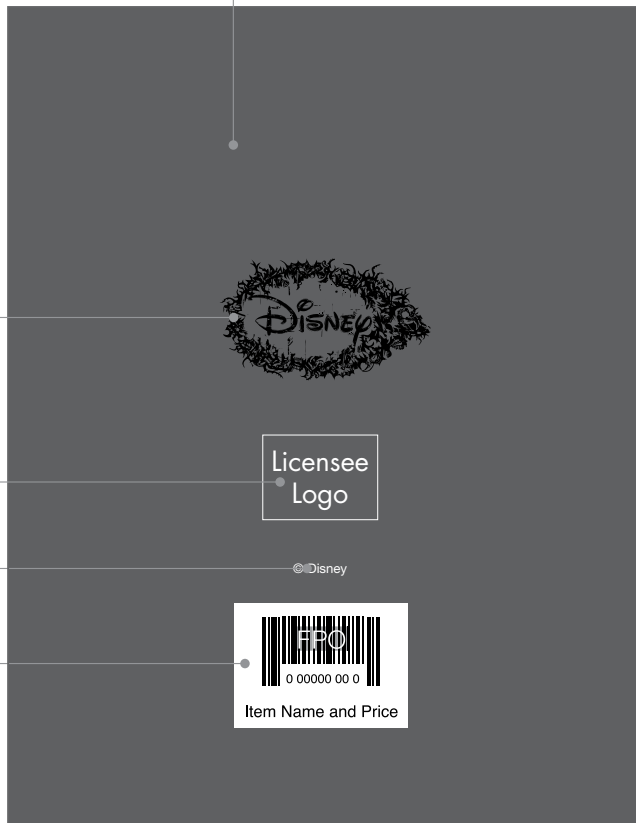 Disney
Licensee
Logo
© Disney
FPO
0 00000 00 0
Item Name and Price